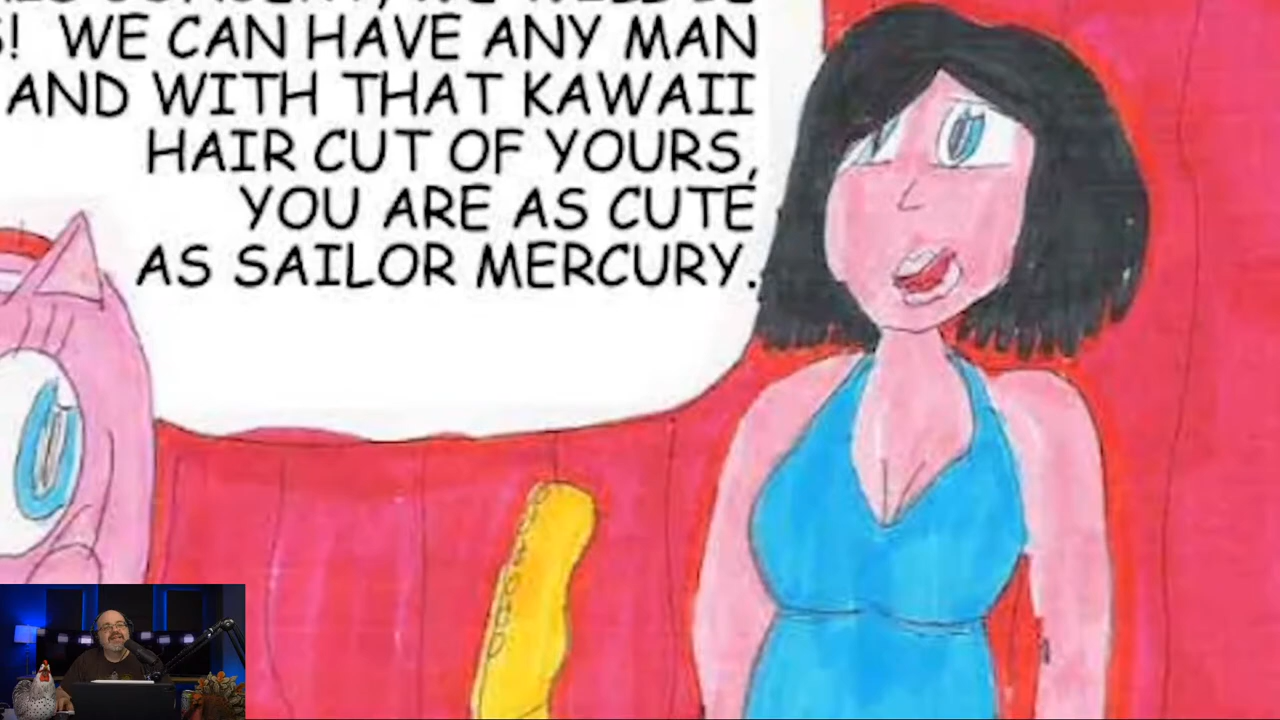 S! WE CAN HAVE ANY MAN
AND WITH THAT KAWAII
HAIR CUT OF YOURS,
YOU ARE AS CUTE
AS SAILOR MERCURY.